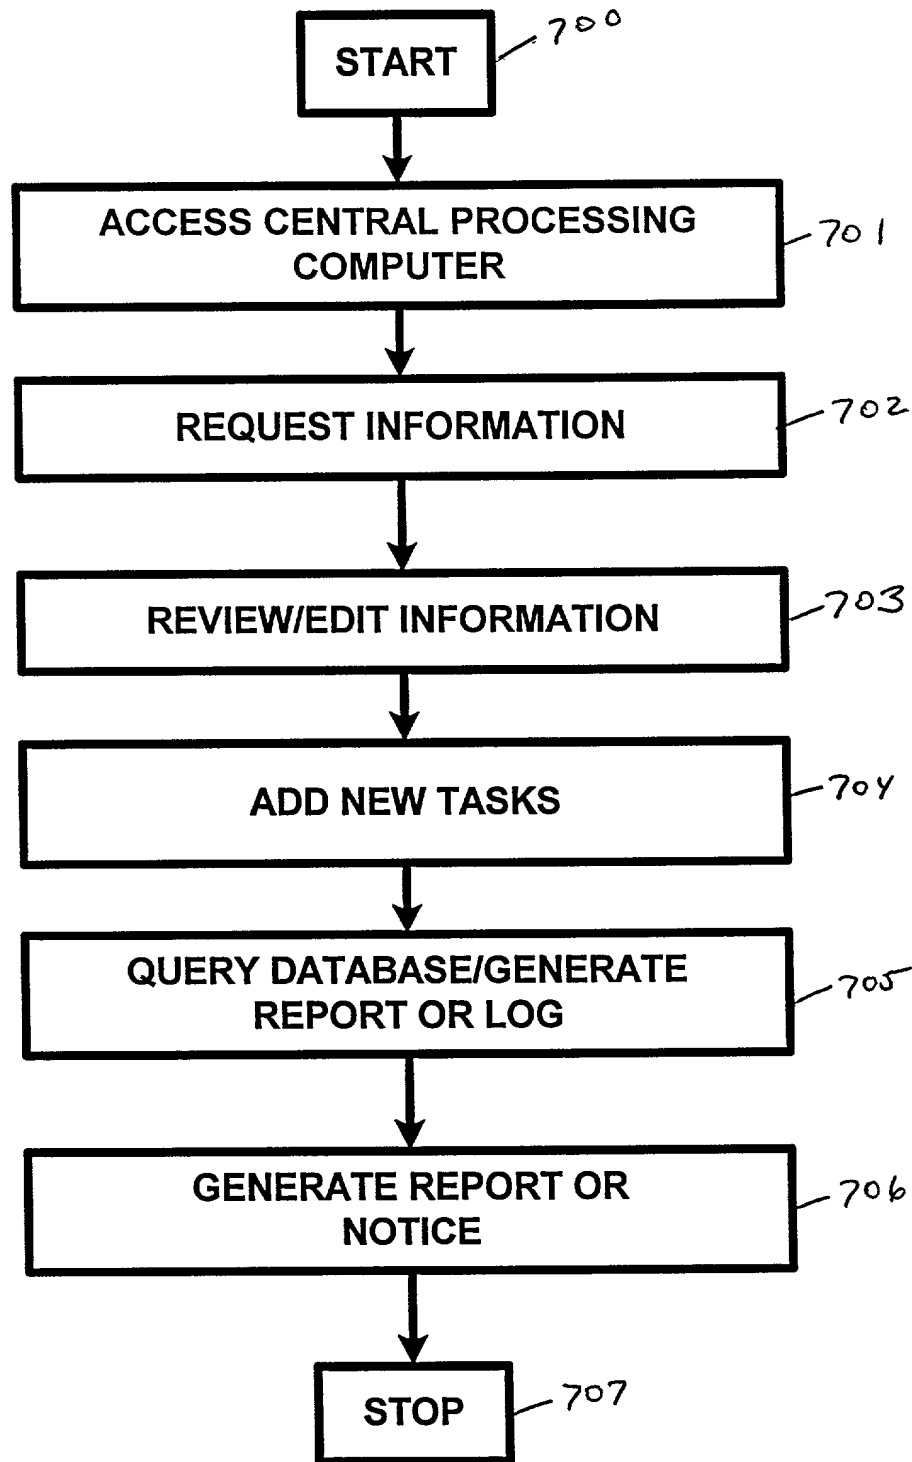 START
700
ACCESS CENTRAL PROCESSING
COMPUTER
701
REQUEST INFORMATION
702
REVIEW/EDIT INFORMATION
703
ADD NEW TASKS
704
QUERY DATABASE/GENERATE
REPORT OR LOG
705
GENERATE REPORT OR
NOTICE
706
STOP
707